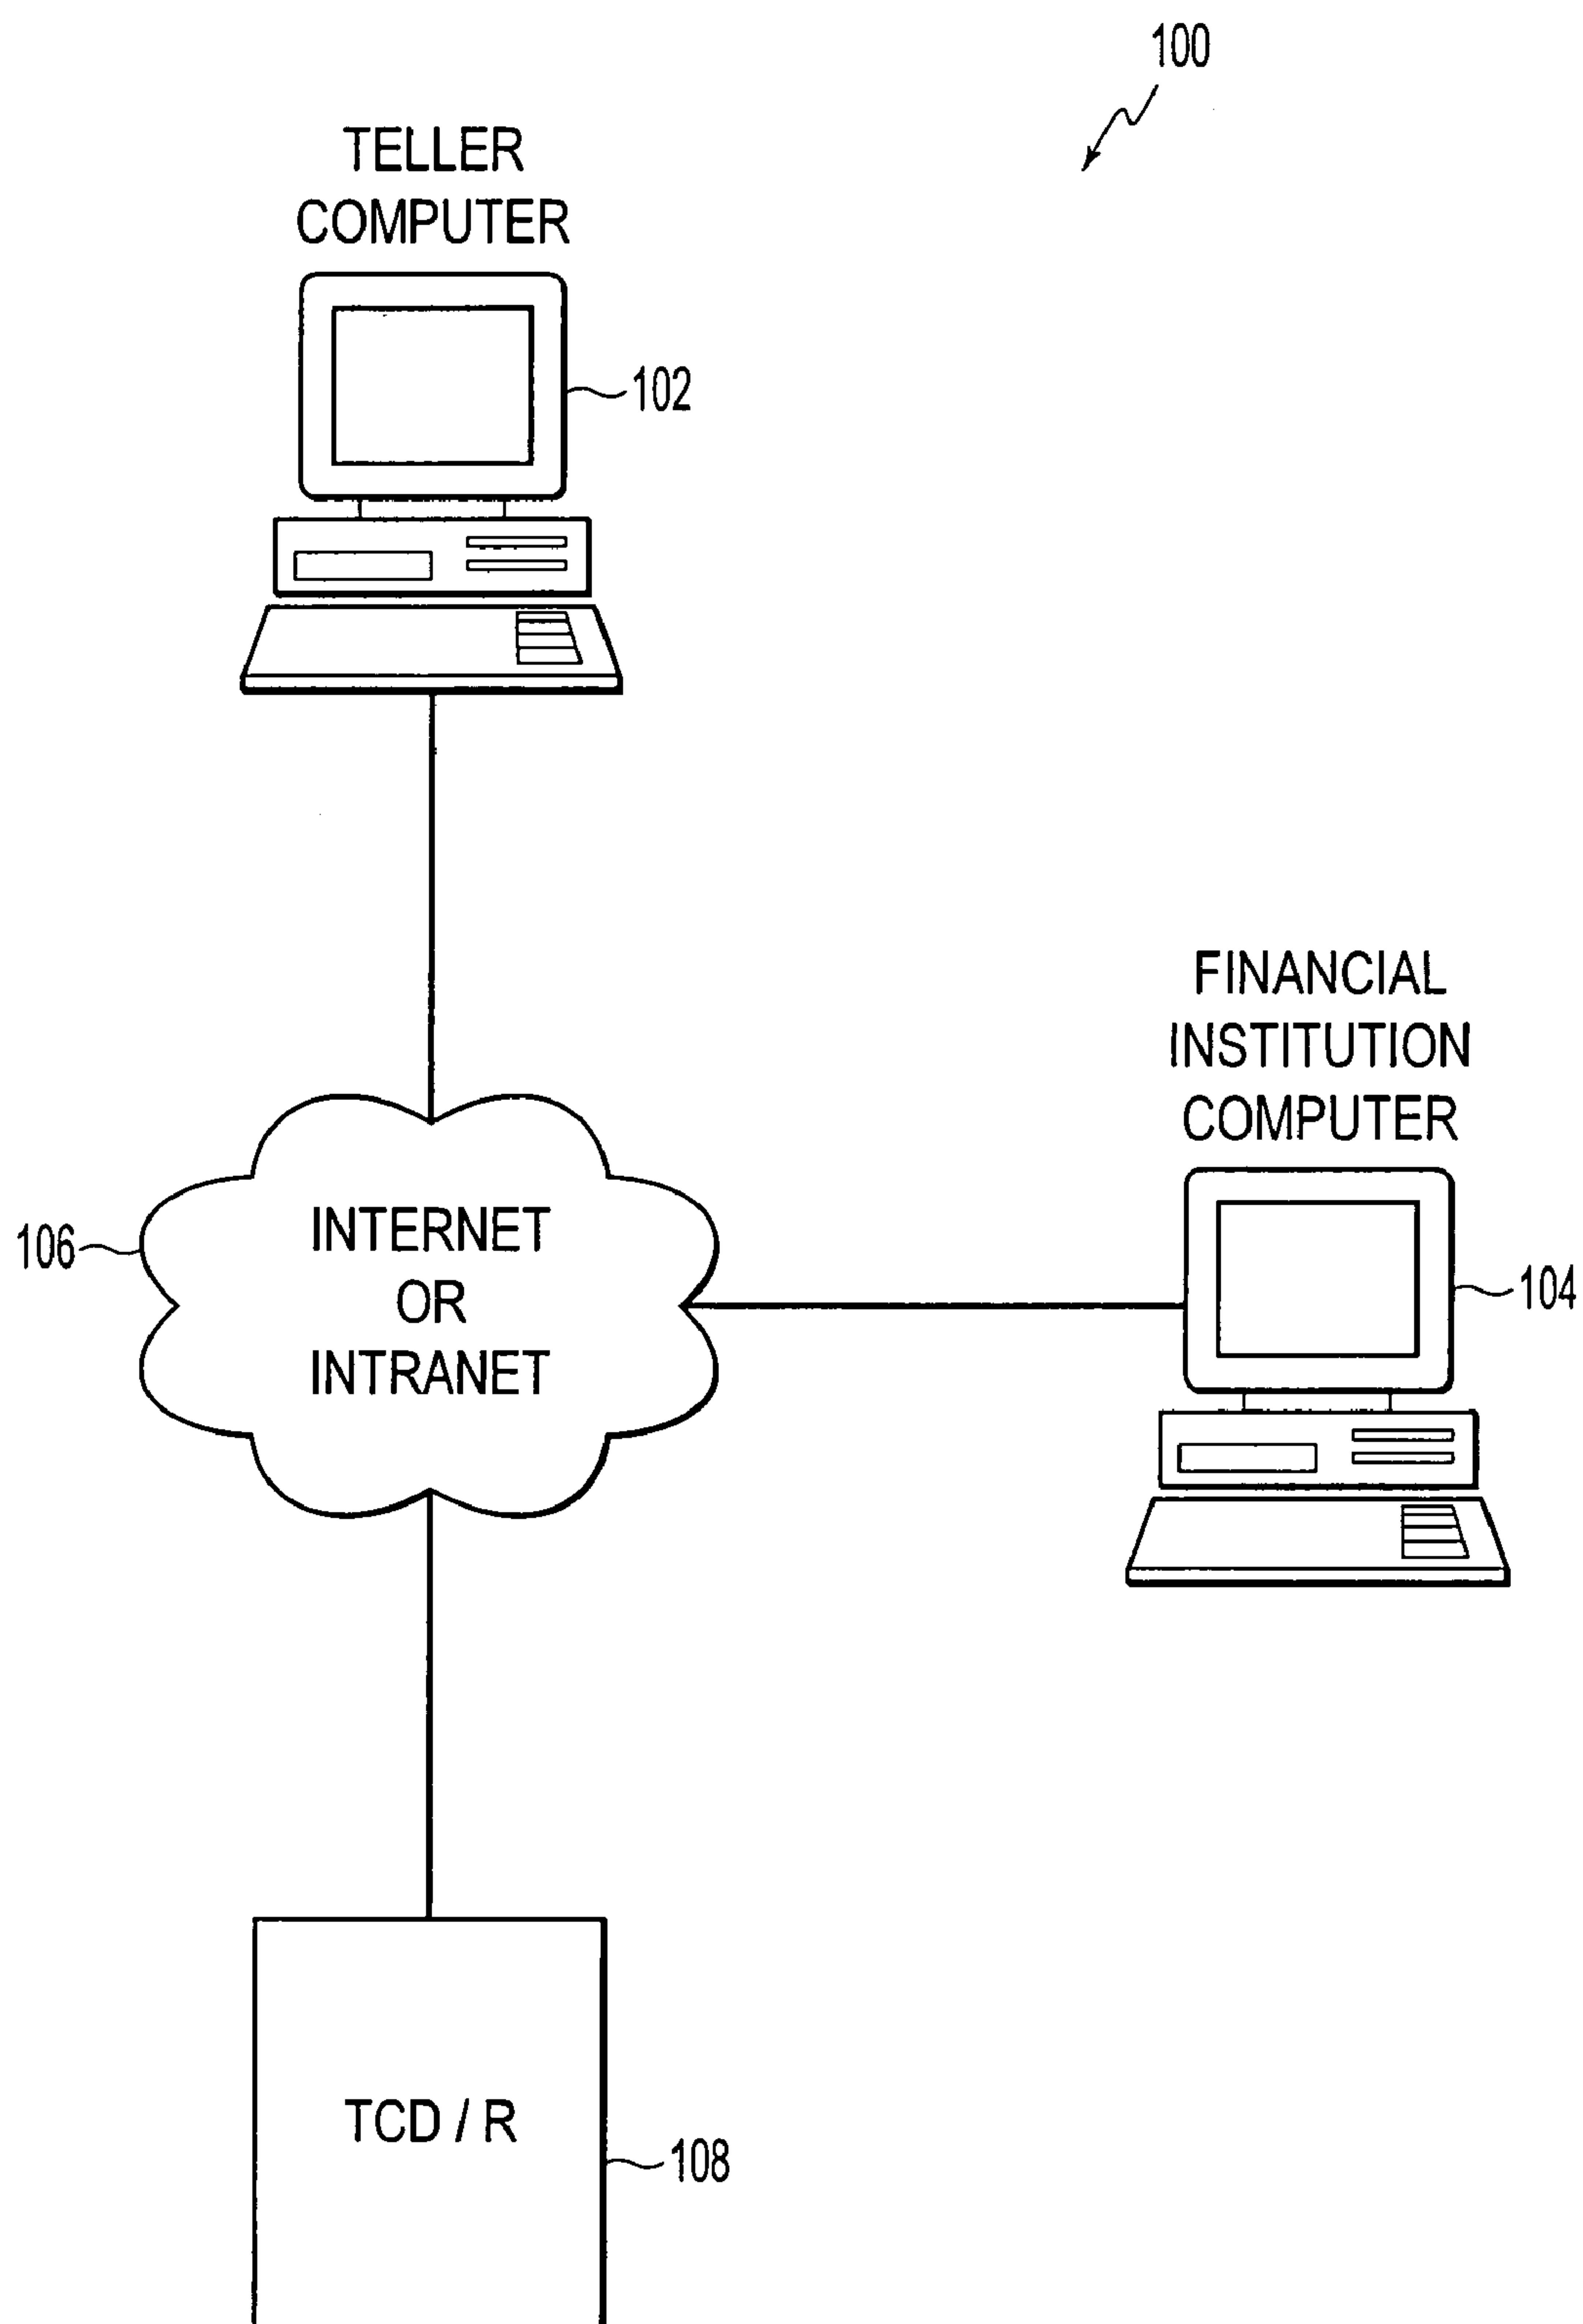 100
TELLER
COMPUTER
102
FINANCIAL
INSTITUTION
COMPUTER
106
INTERNET
OR
INTRANET
104
TCD / R
108